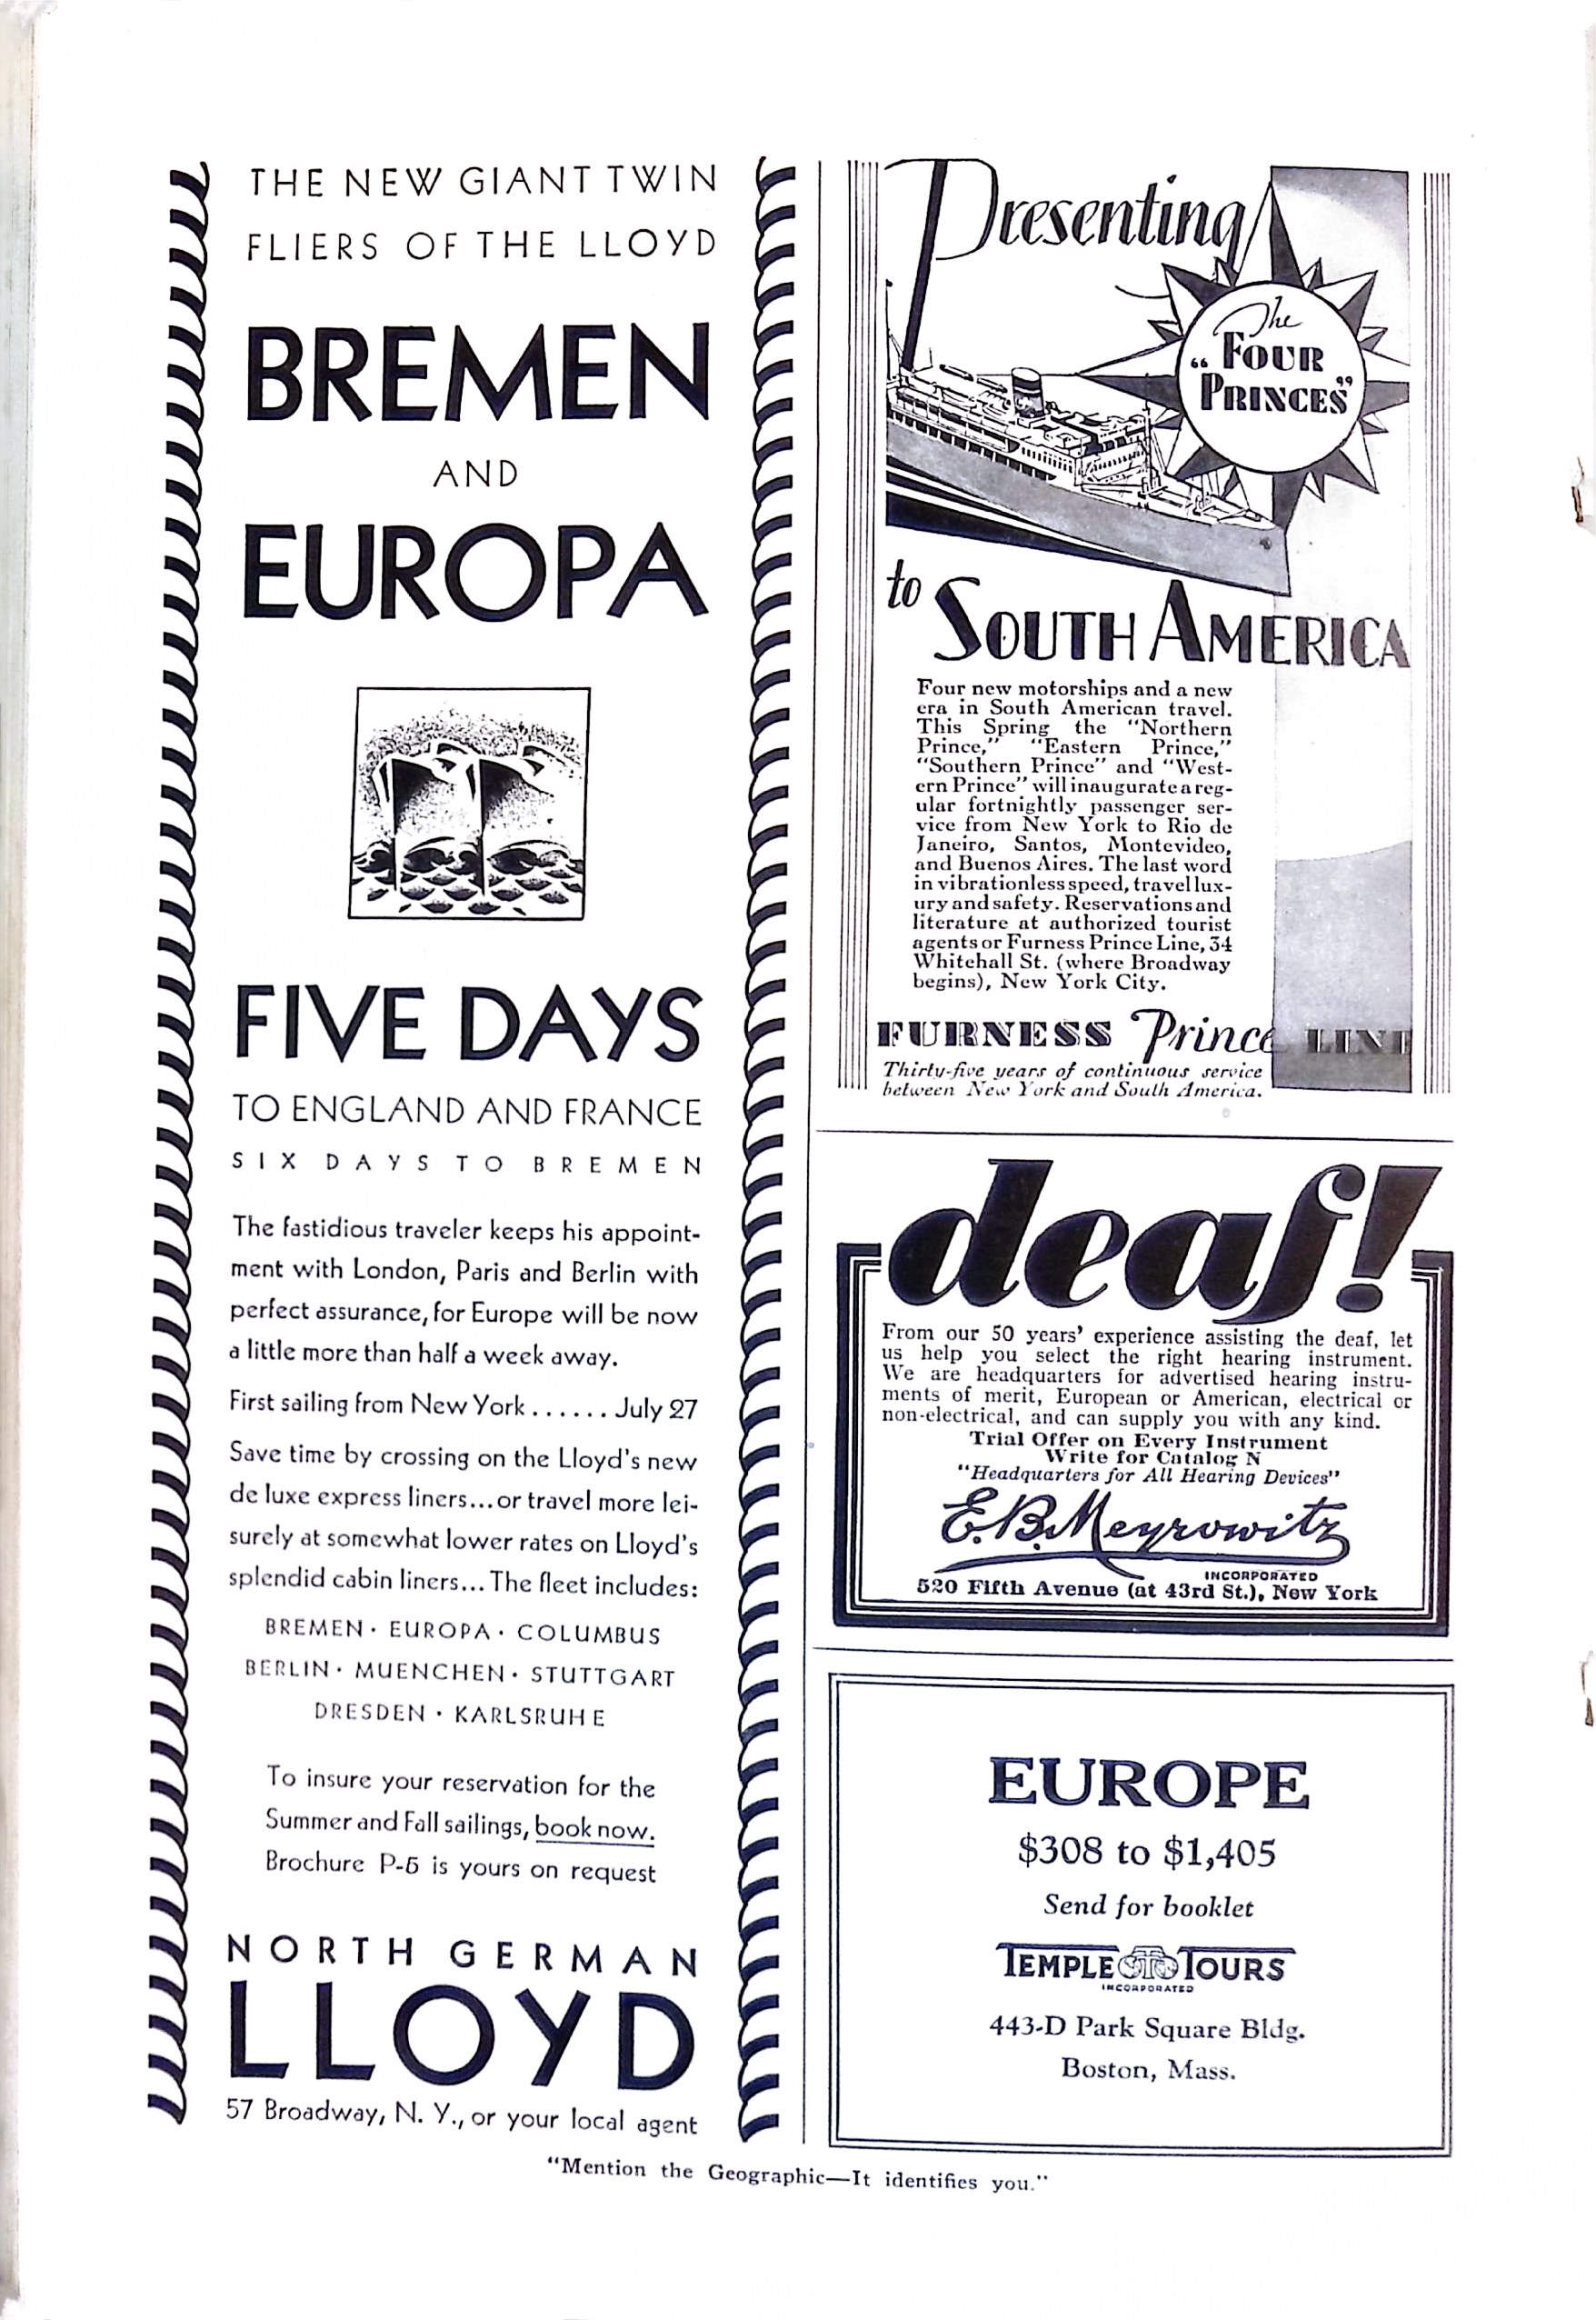 THE NEW GIANT TWIN
FLIERS OF THE LLOYD
BREMEN
AND
EUROPA
FIVE DAYS
TO ENGLAND AND FRANCE
SIX DAYS TO BREMEN
The fastidious traveler keeps his appoint-
ment with London, Paris and Berlin with
perfect assurance, for Europe will be now
a little more than half a week away.
First sailing from New York . . . . . . July 27
Save time by crossing on the Lloyd's new
de luxe express liners...or travel more lei-
surely at somewhat lower rates on Lloyd's
splendid cabin liners...The fleet includes:
BREMEN · EUROPA · COLUMBUS
BERLIN · MUENCHEN · STUTTGART
DRESDEN · KARLSRUHE
To insure your reservation for the
Summer and Fall sailings, book now.
Brochure P-5 is yours on request
NORTH GERMAN
LLOYD
57 Broadway, N. Y., or your local agent
Presenting
The
"FOUR
PRINCES"
to SOUTH AMERICA
Four new motorships and a new
era in South American travel.
This Spring the "Northern
Prince," "Eastern Prince,"
"Southern Prince" and "West-
ern Prince" will inaugurate a reg-
ular fortnightly passenger ser-
vice from New York to Rio de
Janeiro, Santos, Montevideo,
and Buenos Aires. The last word
in vibrationless speed, travel lux-
ury and safety. Reservations and
literature at authorized tourist
agents or Furness Prince Line, 34
Whitehall St. (where Broadway
begins), New York City.
FURNESS Prince LINE
Thirty-five years of continuous service
between New York and South America.
deaf!
From our 50 years' experience assisting the deaf, let
us help you select the right hearing instrument.
We are headquarters for advertised hearing instru-
ments of merit, European or American, electrical or
non-electrical, and can supply you with any kind.
Trial Offer on Every Instrument
Write for Catalog N
"Headquarters for All Hearing Devices"
E.B. Meyrowitz
INCORPORATED
520 Fifth Avenue (at 43rd St.), New York
EUROPE
$308 to $1,405
Send for booklet
TEMPLE TOURS
INCORPORATED
443-D Park Square Bldg.
Boston, Mass.
"Mention the Geographic—It identifies you."